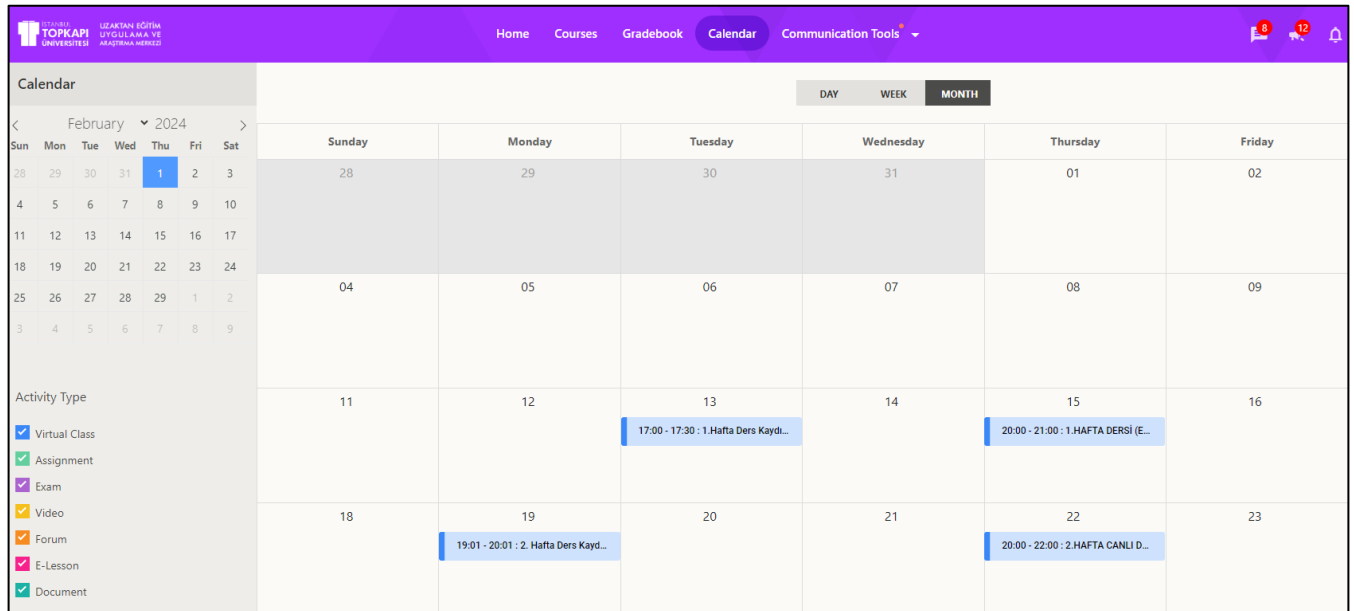 İSTANBUL
TOPKAPI
ÜNİVERSİTESİ
UZAKTAN EĞİTİM
UYGULAMA VE
ARAŞTIRMA MERKEZİ
Home Courses Gradebook Calendar Communication Tools
8 12
Calendar
DAY WEEK MONTH
February 2024
Sun Mon Tue Wed Thu Fri Sat
28 29 30 31 1 2 3
4 5 6 7 8 9 10
11 12 13 14 15 16 17
18 19 20 21 22 23 24
25 26 27 28 29 1 2
3 4 5 6 7 8 9
Activity Type
Virtual Class
Assignment
Exam
Video
Forum
E-Lesson
Document
Sunday Monday Tuesday Wednesday Thursday Friday
28 29 30 31 01 02
04 05 06 07 08 09
11 12 13 14 15 16
17:00 - 17:30 : 1.Hafta Ders Kaydı... 20:00 - 21:00 : 1.HAFTA DERSİ (E...
18 19 20 21 22 23
19:01 - 20:01 : 2. Hafta Ders Kayd... 20:00 - 22:00 : 2.HAFTA CANLI D...